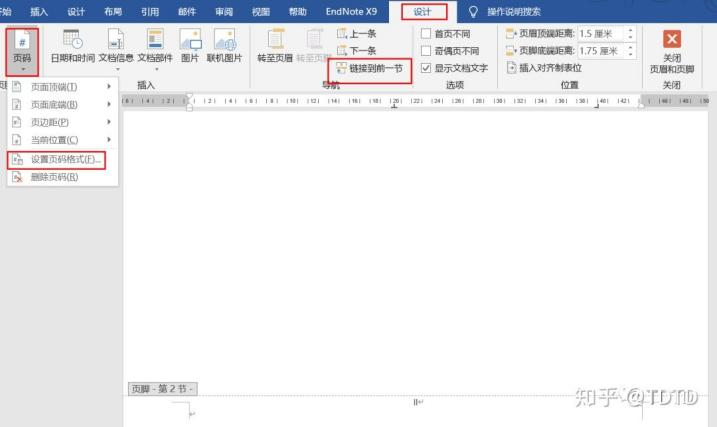 开始 插入 设计 布局 引用 邮件 审阅 视图 帮助 EndNote X9 设计 操作说明搜索
页码 日期和时间 文档信息 文档部件 图片 联机图片 转至页眉 转至页脚
上一条
下一条
链接到前一节
首页不同
奇偶页不同
显示文档文字
页眉顶端距离: 1.5 厘米
页脚底端距离: 1.75 厘米
插入对齐制表位
关闭
页眉和页脚
插入 导航 选项 位置 关闭
页面顶端(T)
页面底端(B)
页边距(P)
当前位置(C)
设置页码格式(F)...
删除页码(R)
页脚 - 第 2 节 -
II
知乎 @TDTD